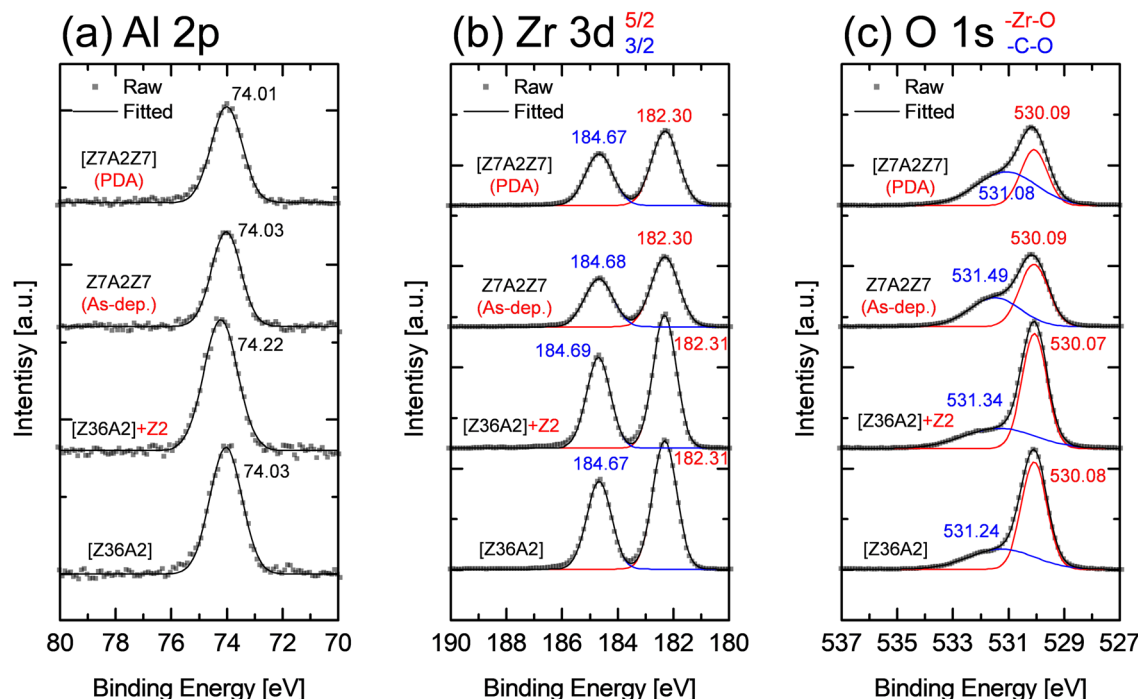 (a) Al 2p
Raw
Fitted
74.01
[Z7A2Z7]
(PDA)
74.03
Z7A2Z7
(As-dep.)
74.22
[Z36A2]+Z2
74.03
[Z36A2]
80 78 76 74 72 70
Binding Energy [eV]
Intentisy [a.u.]
(b) Zr 3d 5/2
3/2
Raw
Fitted
182.30
184.67
[Z7A2Z7]
(PDA)
182.30
184.68
Z7A2Z7
(As-dep.)
184.69
182.31
[Z36A2]+Z2
184.67
182.31
[Z36A2]
190 188 186 184 182 180
Binding Energy [eV]
Intentisy [a.u.]
(c) O 1s -Zr-O
-C-O
Raw
Fitted
530.09
[Z7A2Z7]
(PDA)
531.08
530.09
531.49
Z7A2Z7
(As-dep.)
530.07
531.34
[Z36A2]+Z2
530.08
531.24
[Z36A2]
537 535 533 531 529 527
Binding Energy [eV]
Intentisy [a.u.]